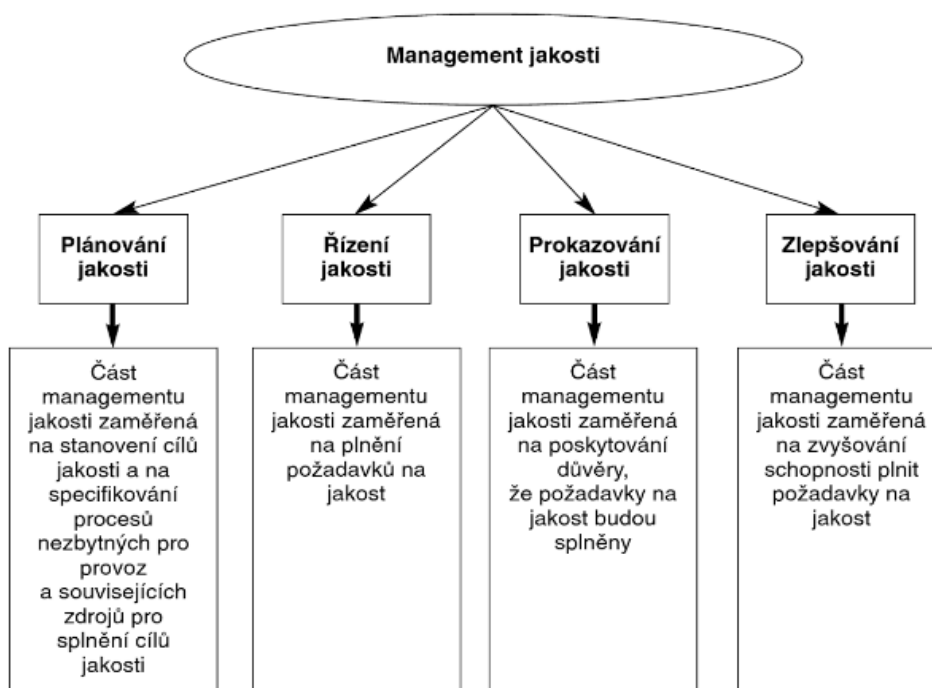 Management jakosti
Plánování
jakosti
Řízení
jakosti
Prokazování
jakosti
Zlepšování
jakosti
Část
managementu
jakosti zaměřená
na stanovení cílů
jakosti a na
specifikování
procesů
nezbytných pro
provoz
a souvisejících
zdrojů pro
splnění cílů
jakosti
Část
managementu
jakosti zaměřená
na plnění
požadavků na
jakost
Část
managementu
jakosti zaměřená
na poskytování
důvěry,
že požadavky na
jakost budou
splněny
Část
managementu
jakosti zaměřená
na zvyšování
schopnosti plnit
požadavky na
jakost